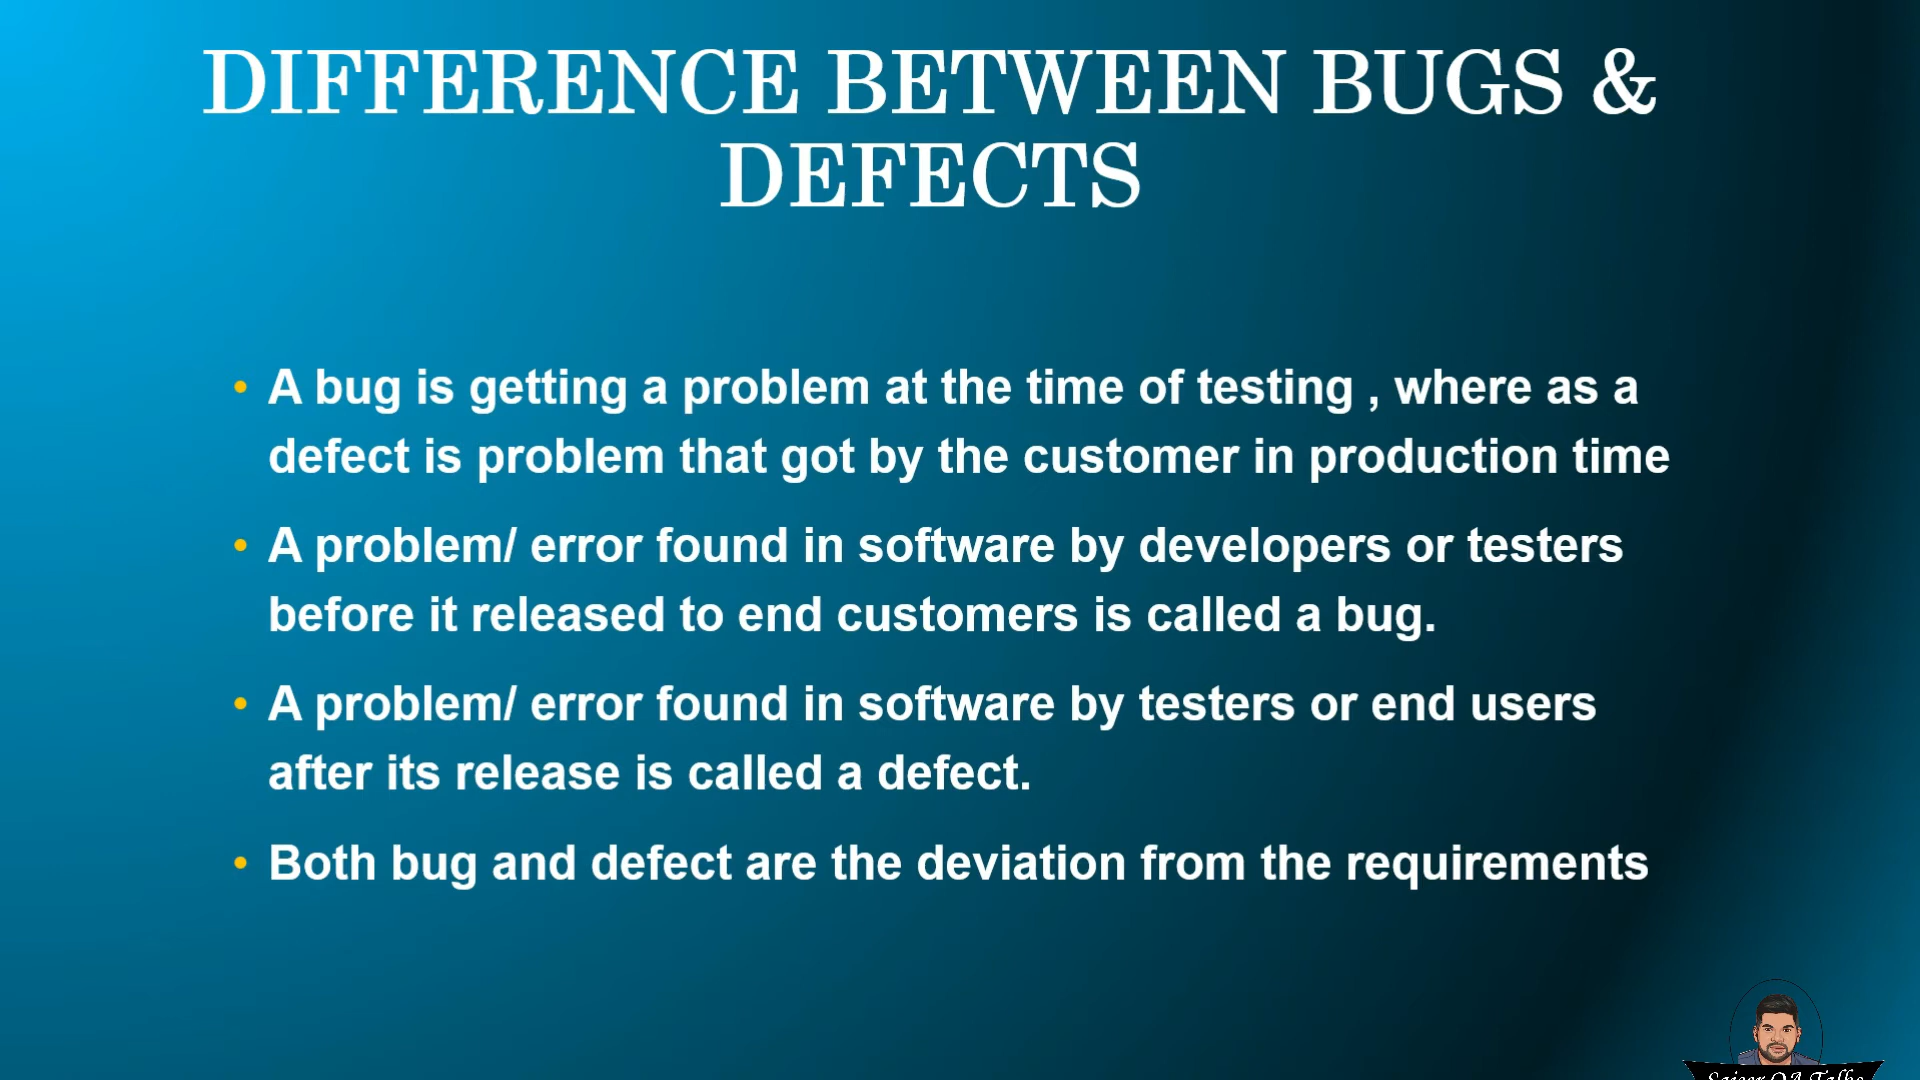 DIFFERENCE BETWEEN BUGS &
DEFECTS
• A bug is getting a problem at the time of testing , where as a
defect is problem that got by the customer in production time
• A problem/ error found in software by developers or testers
before it released to end customers is called a bug.
• A problem/ error found in software by testers or end users
after its release is called a defect.
• Both bug and defect are the deviation from the requirements
QA Talks